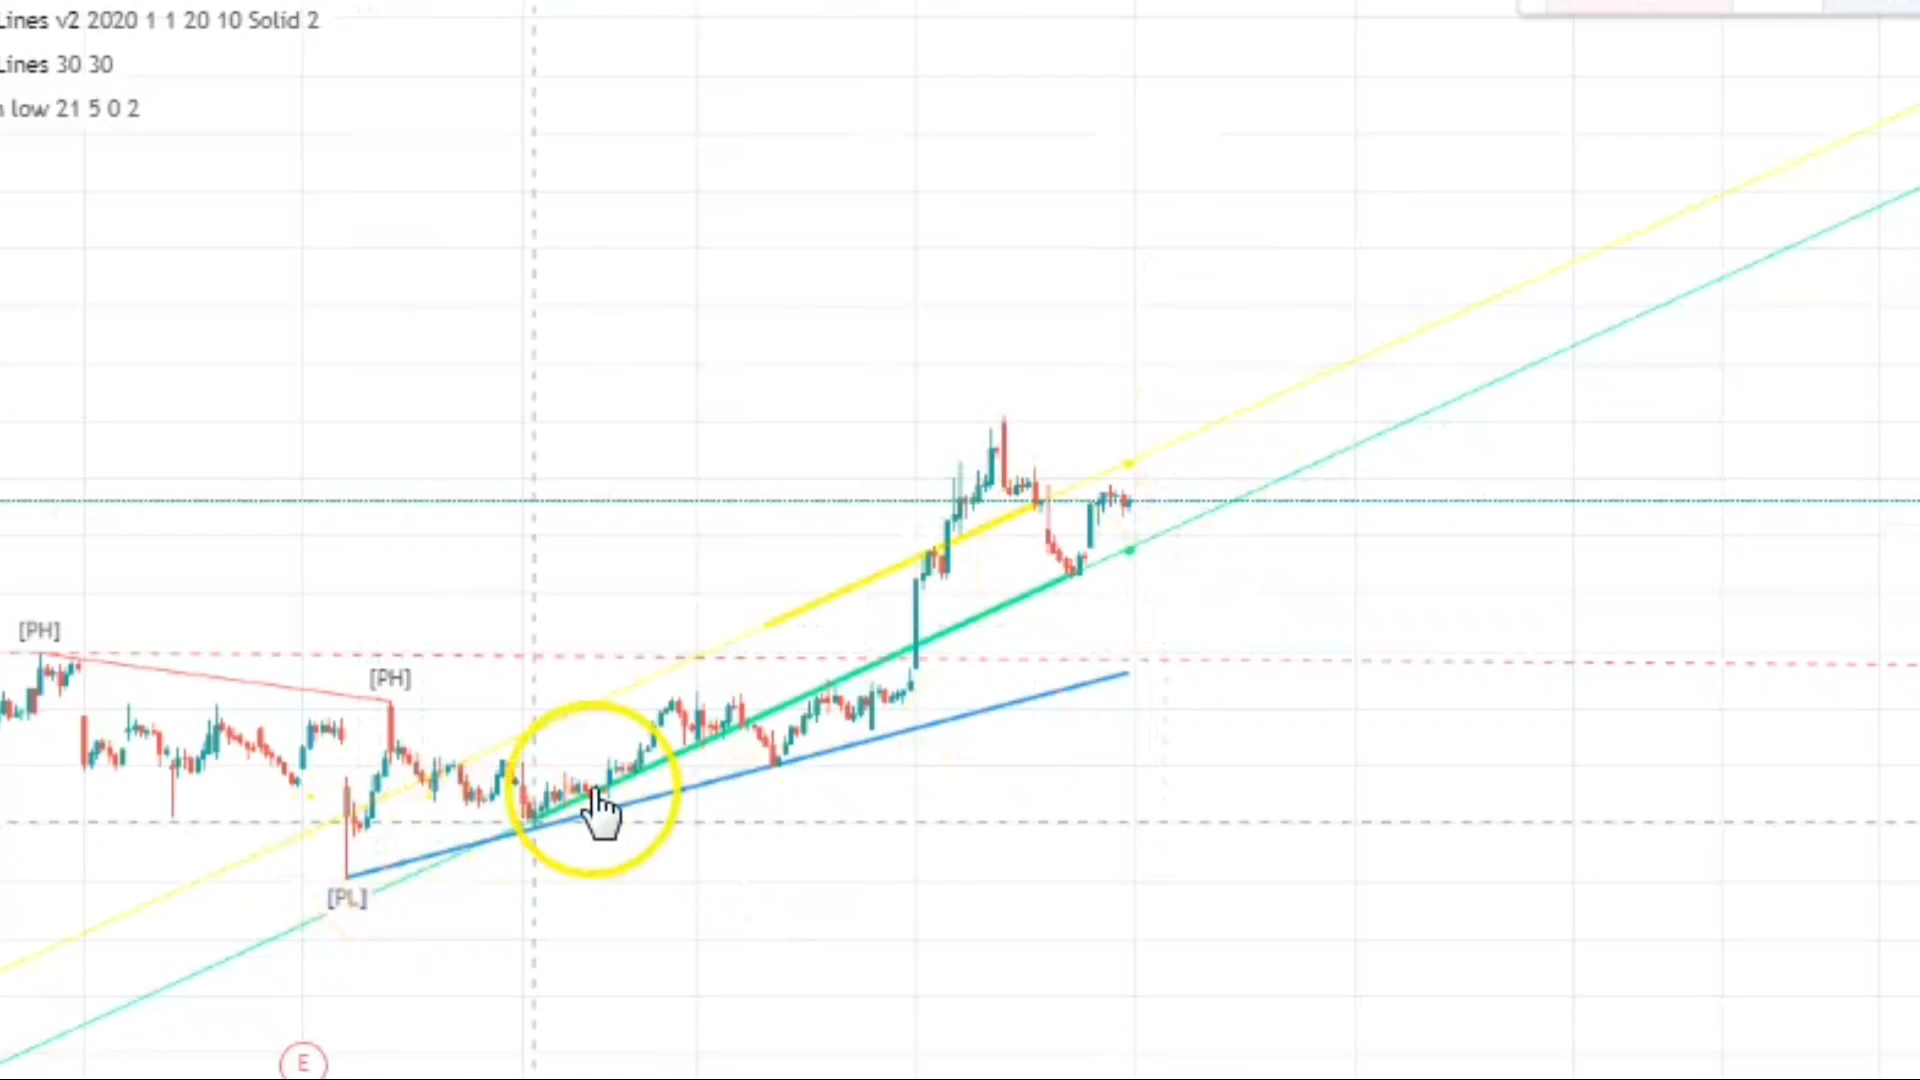 Lines v2 2020 1 1 20 10 Solid 2
Lines 30 30
low 21 5 0 2
[PH]
[PH]
[PL]
E